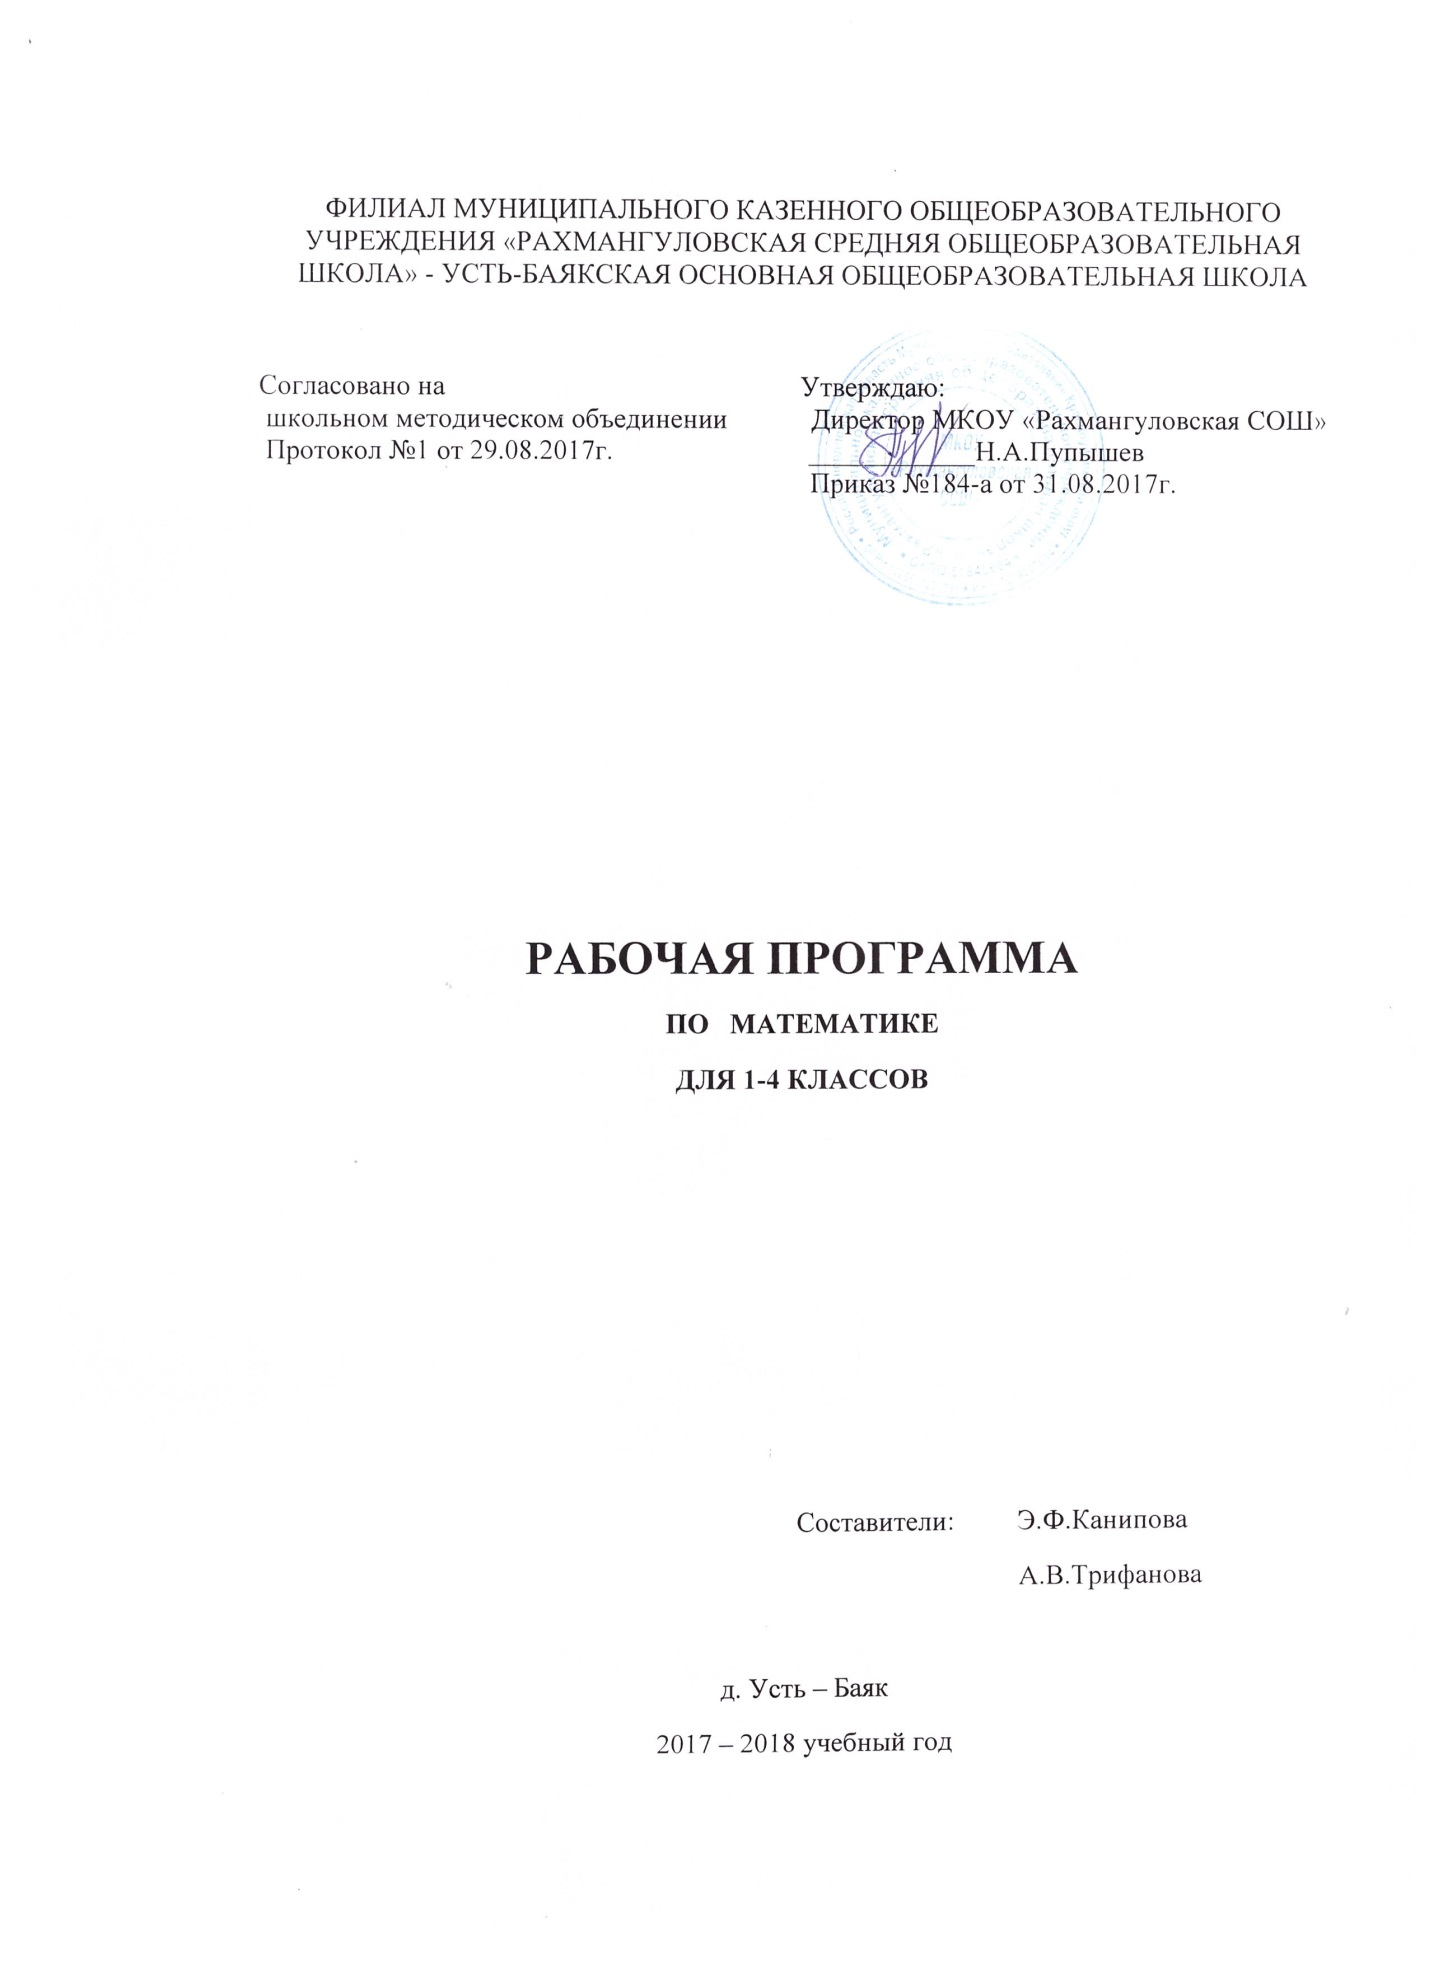 ФИЛИАЛ МУНИЦИПАЛЬНОГО КАЗЕННОГО ОБЩЕОБРАЗОВАТЕЛЬНОГО
УЧРЕЖДЕНИЯ «РАХМАНГУЛОВСКАЯ СРЕДНЯЯ ОБЩЕОБРАЗОВАТЕЛЬНАЯ
ШКОЛА» - УСТЬ-БАЯКСКАЯ ОСНОВНАЯ ОБЩЕОБРАЗОВАТЕЛЬНАЯ ШКОЛА
Согласовано на
школьном методическом объединении
Протокол №1 от 29.08.2017г.
Утверждаю:
Директор МКОУ «Рахмангуловская СОШ»
____________Н.А.Пупышев
Приказ №184-а от 31.08.2017г.
РАБОЧАЯ ПРОГРАММА
ПО МАТЕМАТИКЕ
ДЛЯ 1-4 КЛАССОВ
Составители: Э.Ф.Канипова
А.В.Трифанова
д. Усть – Баяк
2017 – 2018 учебный год